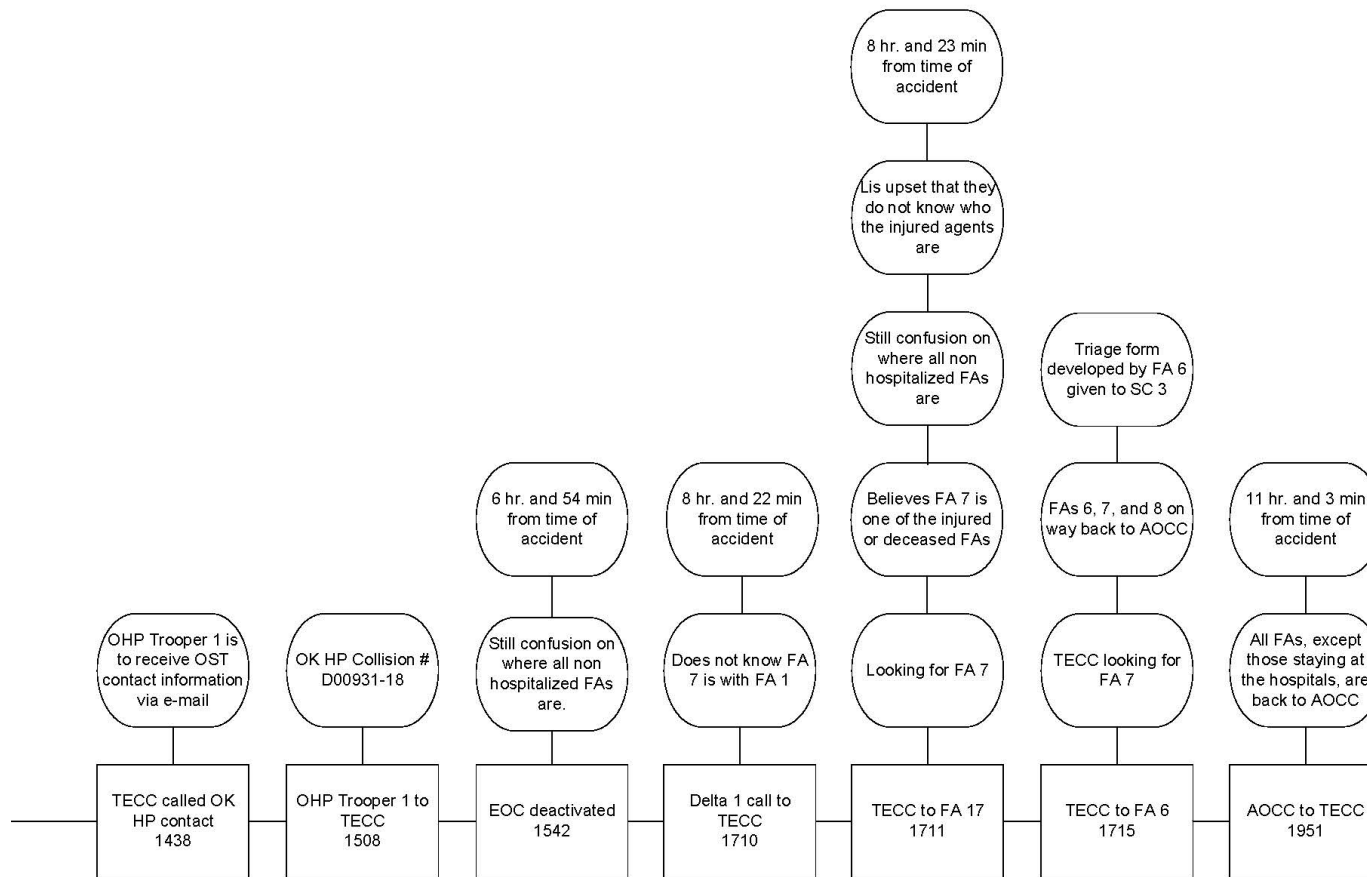 8 hr. and 23 min
from time of
accident
Lis upset that they
do not know who
the injured agents
are
Still confusion on
where all non
hospitalized FAs
are
Triage form
developed by FA 6
given to SC 3
6 hr. and 54 min
from time of
accident
8 hr. and 22 min
from time of
accident
Believes FA 7 is
one of the injured
or deceased FAs
FAs 6, 7, and 8 on
way back to AOCC
11 hr. and 3 min
from time of
accident
OHP Trooper 1 is
to receive OST
contact information
via e-mail
OK HP Collision #
D00931-18
Still confusion on
where all non
hospitalized FAs
are.
Does not know FA
7 is with FA 1
Looking for FA 7
TECC looking for
FA 7
All FAs, except
those staying at
the hospitals, are
back to AOCC
TECC called OK
HP contact
1438
OHP Trooper 1 to
TECC
1508
EOC deactivated
1542
Delta 1 call to
TECC
1710
TECC to FA 17
1711
TECC to FA 6
1715
AOCC to TECC
1951